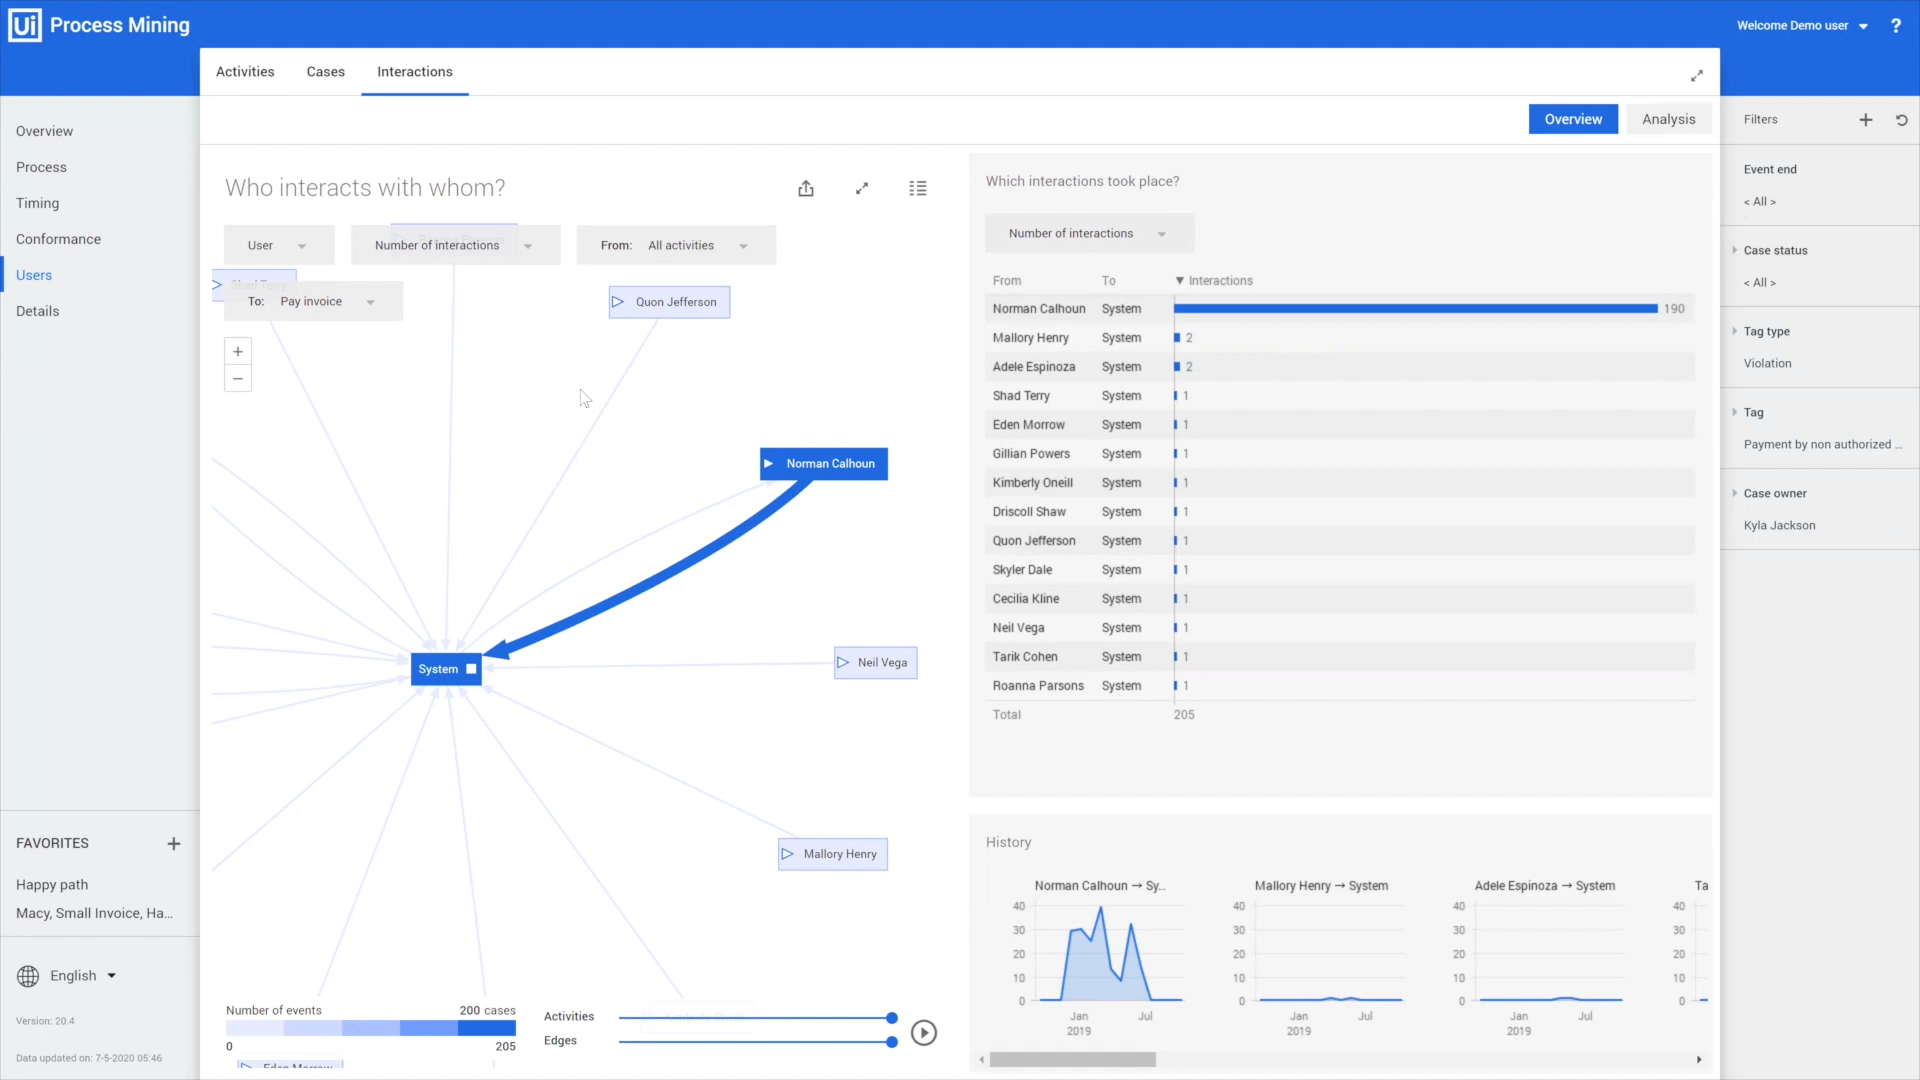 Ui Process Mining
Welcome Demo user
?
Activities
Cases
Interactions
Overview
Analysis
Filters
Overview
Process
Timing
Conformance
Users
Details
Who interacts with whom?
User
Number of interactions
From: All activities
Shad Terry
To: Pay invoice
Quon Jefferson
+
−
Norman Calhoun
System
Neil Vega
Mallory Henry
Kimberly Oneill
Eden Morrow
Number of events
200 cases
0
205
Activities
Edges
Which interactions took place?
Number of interactions
From To ▼ Interactions
Norman Calhoun System 190
Mallory Henry System 2
Adele Espinoza System 2
Shad Terry System 1
Eden Morrow System 1
Gillian Powers System 1
Kimberly Oneill System 1
Driscoll Shaw System 1
Quon Jefferson System 1
Skyler Dale System 1
Cecilia Kline System 1
Neil Vega System 1
Tarik Cohen System 1
Roanna Parsons System 1
Total 205
History
Norman Calhoun → Sy...
40
30
20
10
0
Jan
2019
Jul
Mallory Henry → System
40
30
20
10
0
Jan
2019
Jul
Adele Espinoza → System
40
30
20
10
0
Jan
2019
Jul
Ta
40
30
20
10
0
Event end
< All >
Case status
< All >
Tag type
Violation
Tag
Payment by non authorized ...
Case owner
Kyla Jackson
FAVORITES +
Happy path
Macy, Small Invoice, Ha...
English
Version: 20.4
Data updated on: 7-5-2020 05:46